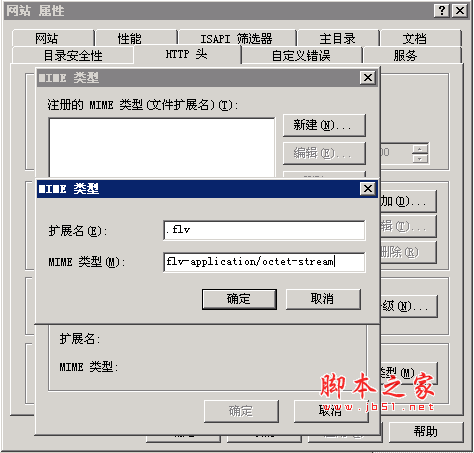 网站 属性
网站 性能 ISAPI 筛选器 主目录 文档
目录安全性 HTTP 头 自定义错误 服务
MIME 类型
注册的 MIME 类型(文件扩展名)(T):
新建(N)...
编辑(E)...
MIME 类型
扩展名(E): .flv
MIME 类型(M): flv-application/octet-stream
确定 取消
加(D)...
辑(T)...
删除(R)
级(N)...
类型(M)
扩展名:
MIME 类型:
确定 取消
帮助
脚本之家
www.jb51.net